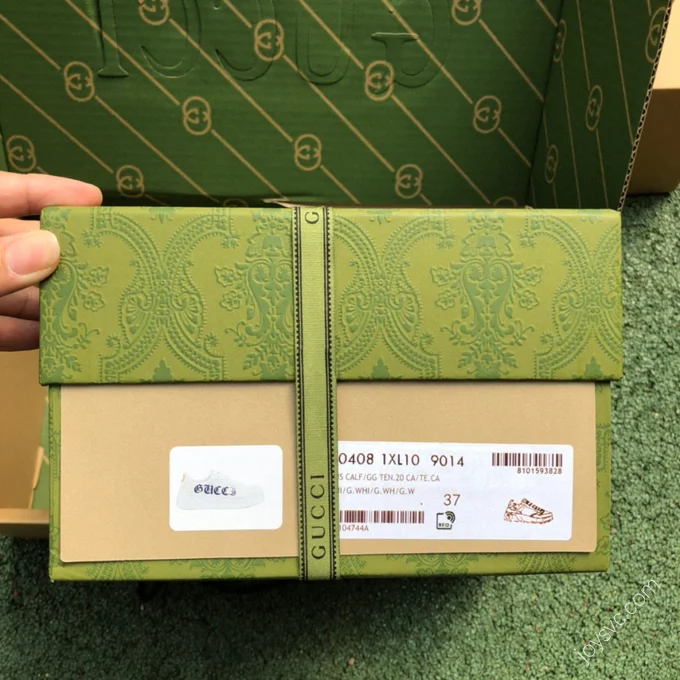 GUCCI
G
GUCCI
GUCCI
0408 1XL10 9014
8101593828
S CALF/GG TEN.20 CA/TE.CA
/G.WHI/G.WH/G.W
37
RFID
104744A
joysvc.com